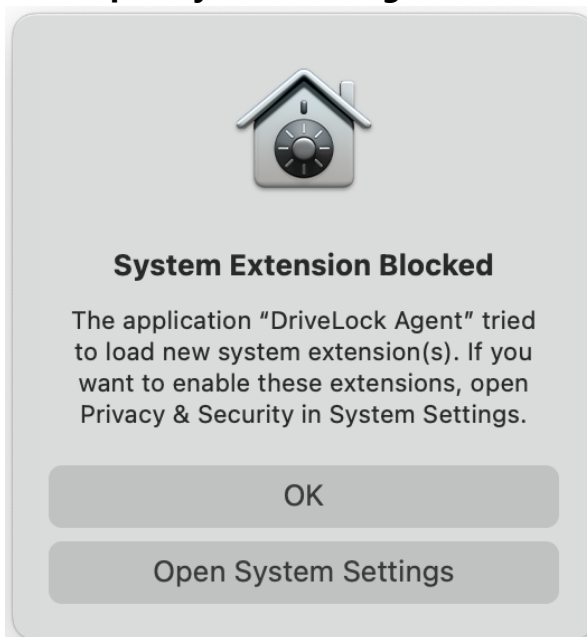 System Extension Blocked
The application “DriveLock Agent” tried
to load new system extension(s). If you
want to enable these extensions, open
Privacy & Security in System Settings.
OK
Open System Settings